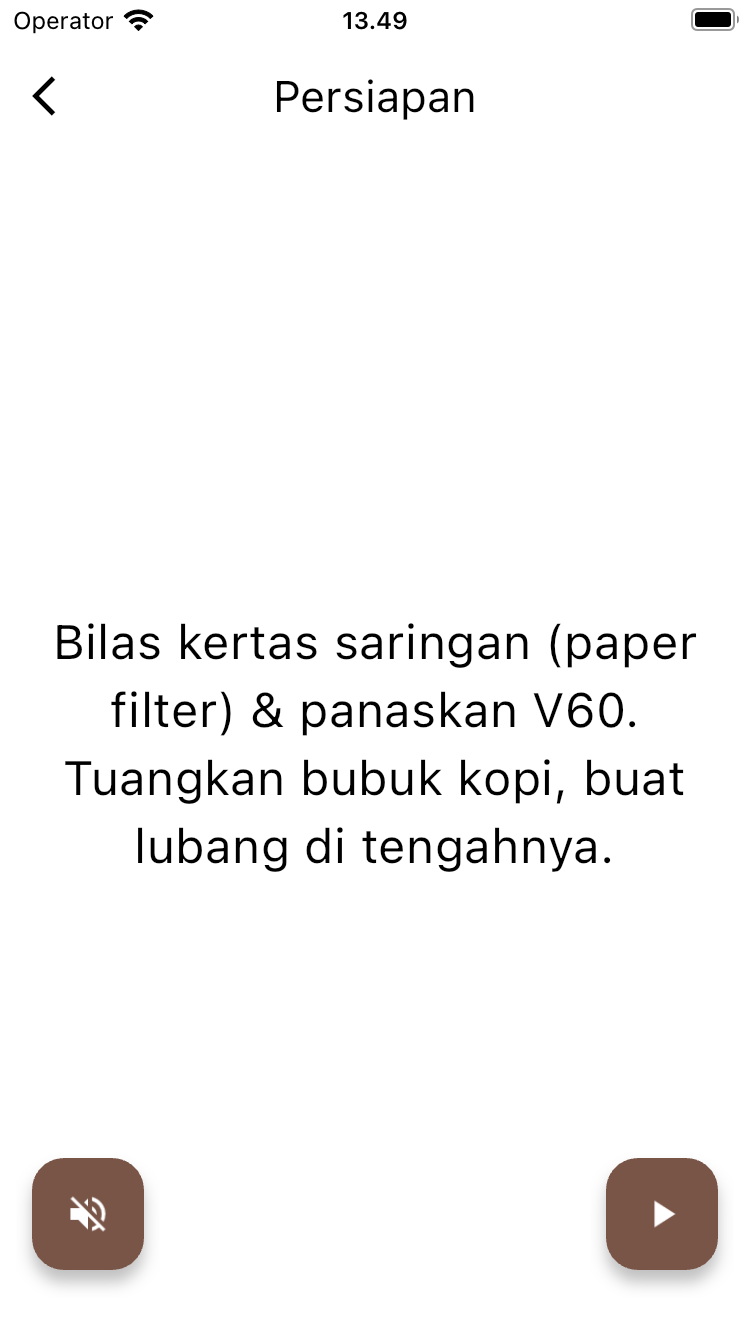 Operator
13.49
Persiapan
Bilas kertas saringan (paper
filter) & panaskan V60.
Tuangkan bubuk kopi, buat
lubang di tengahnya.